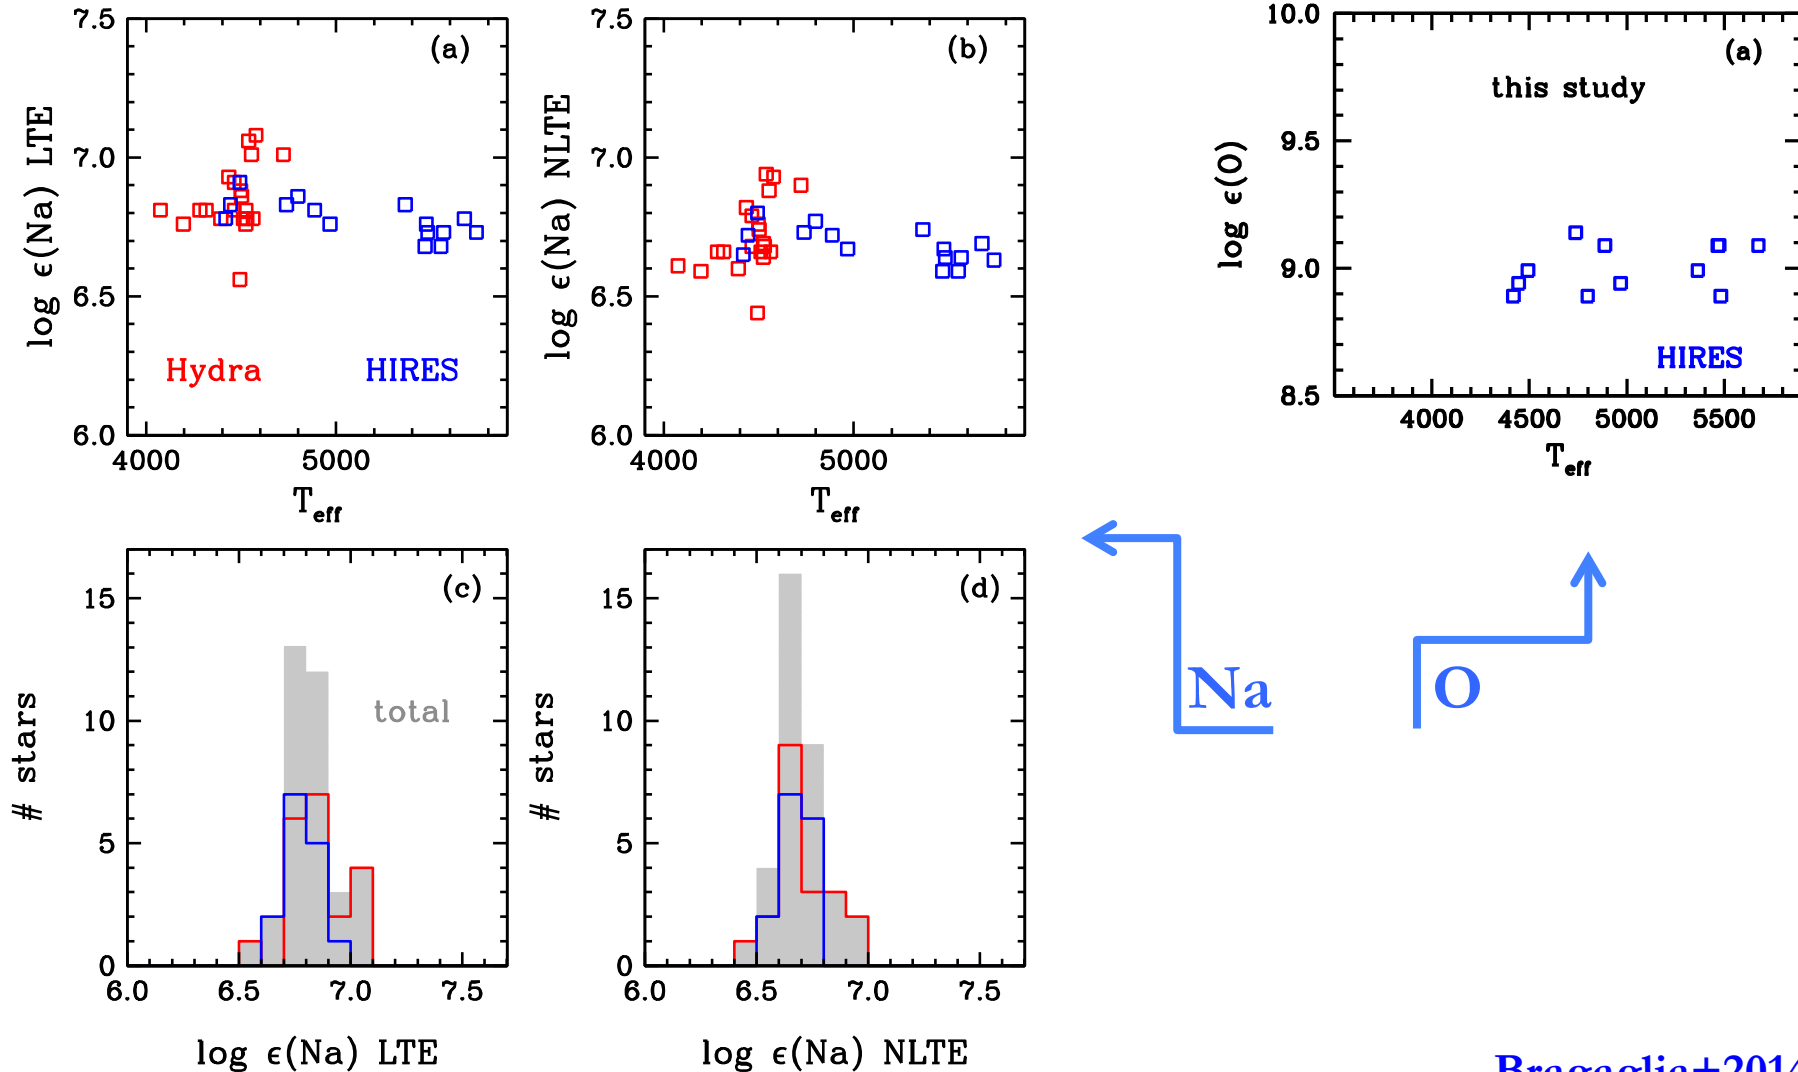 7.5
(a)
7.0
6.5
6.0
log ϵ(Na) LTE
Hydra
HIRES
4000
5000
Teff
7.5
(b)
7.0
6.5
6.0
log ϵ(Na) NLTE
4000
5000
Teff
10.0
(a)
this study
9.5
9.0
8.5
log ϵ(O)
HIRES
4000
4500
5000
5500
Teff
(c)
15
10
5
0
# stars
total
6.0
6.5
7.0
7.5
log ϵ(Na) LTE
(d)
15
10
5
0
# stars
6.0
6.5
7.0
7.5
log ϵ(Na) NLTE
Na
O